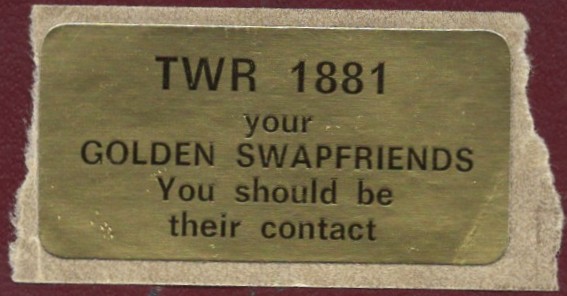 TWR 1881
your
GOLDEN SWAPFRIENDS
You should be
their contact